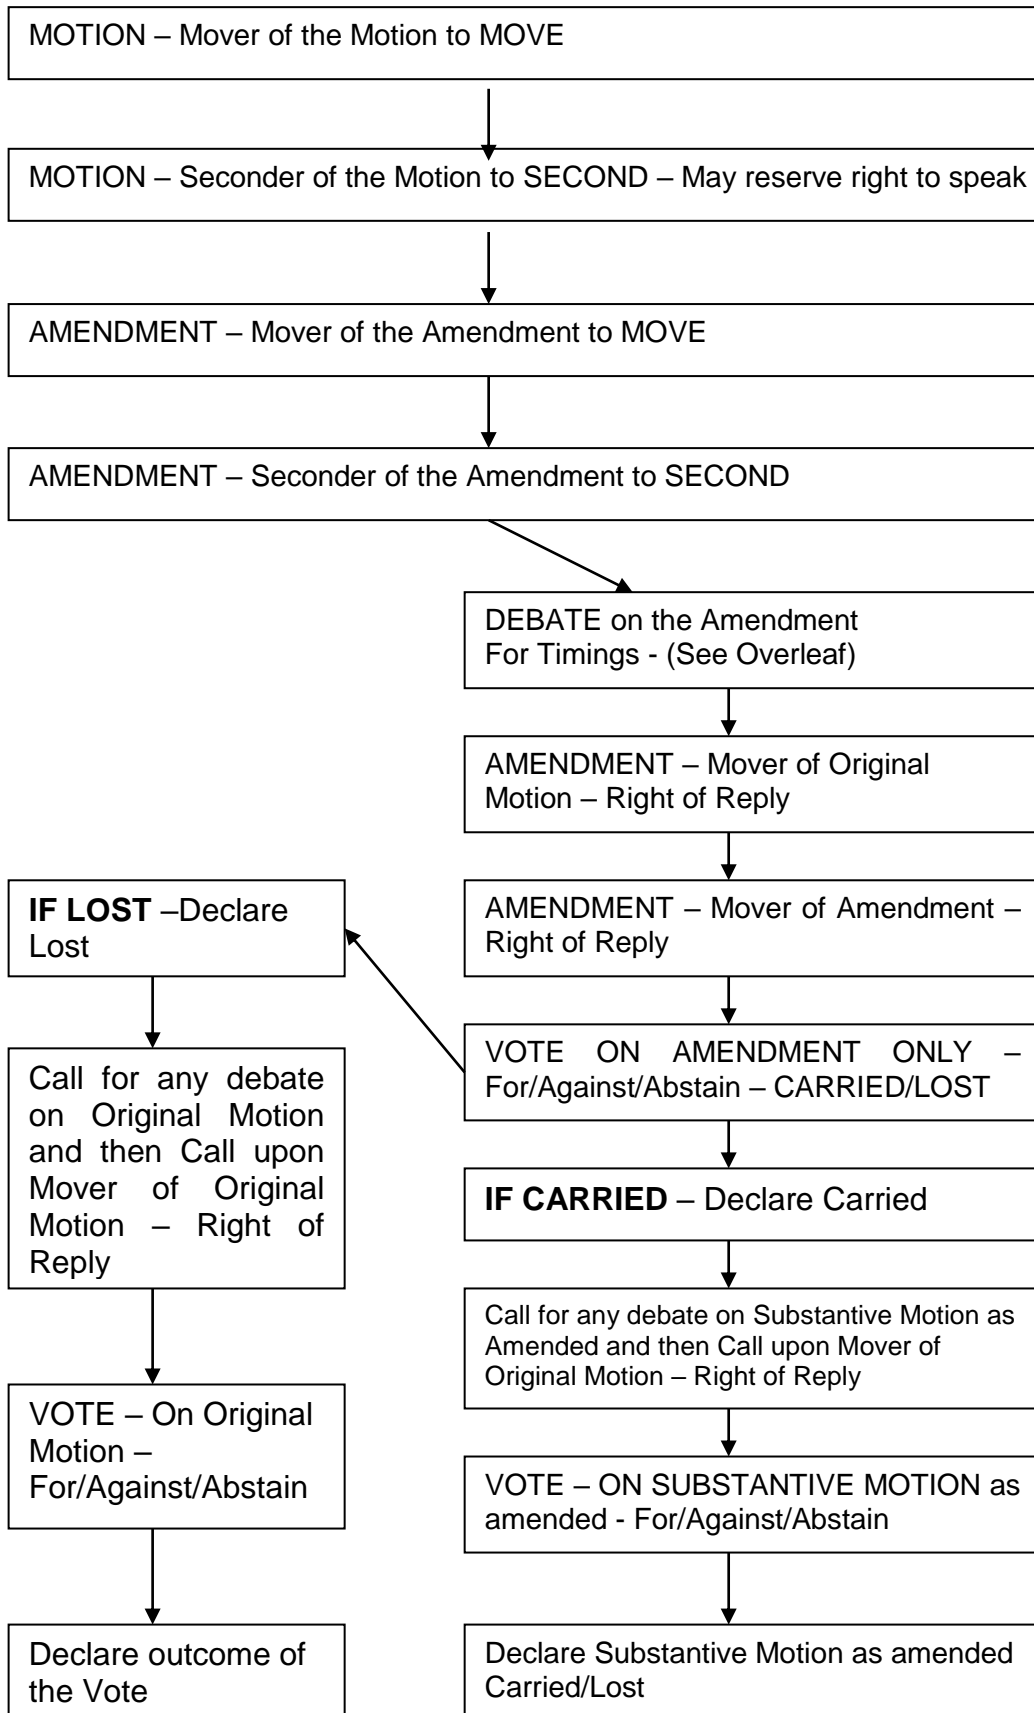 MOTION – Mover of the Motion to MOVE
MOTION – Seconder of the Motion to SECOND – May reserve right to speak
AMENDMENT – Mover of the Amendment to MOVE
AMENDMENT – Seconder of the Amendment to SECOND
DEBATE on the Amendment
For Timings - (See Overleaf)
AMENDMENT – Mover of Original
Motion – Right of Reply
AMENDMENT – Mover of Amendment –
Right of Reply
VOTE ON AMENDMENT ONLY –
For/Against/Abstain – CARRIED/LOST
IF LOST –Declare
Lost
Call for any debate
on Original Motion
and then Call upon
Mover of Original
Motion – Right of
Reply
VOTE – On Original
Motion –
For/Against/Abstain
Declare outcome of
the Vote
IF CARRIED – Declare Carried
Call for any debate on Substantive Motion as
Amended and then Call upon Mover of
Original Motion – Right of Reply
VOTE – ON SUBSTANTIVE MOTION as
amended - For/Against/Abstain
Declare Substantive Motion as amended
Carried/Lost